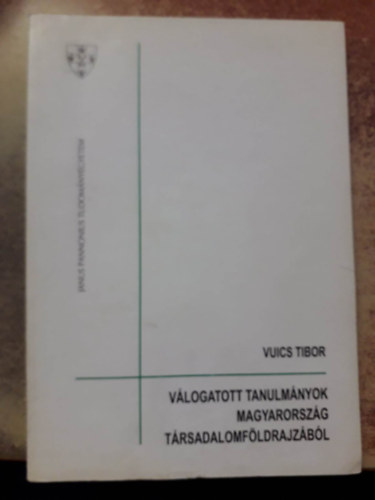 JANUS PANNONIUS TUDOMÁNYEGYETEM
VUICS TIBOR
VÁLOGATOTT TANULMÁNYOK
MAGYARORSZÁG
TÁRSADALOMFÖLDRAJZÁBÓL